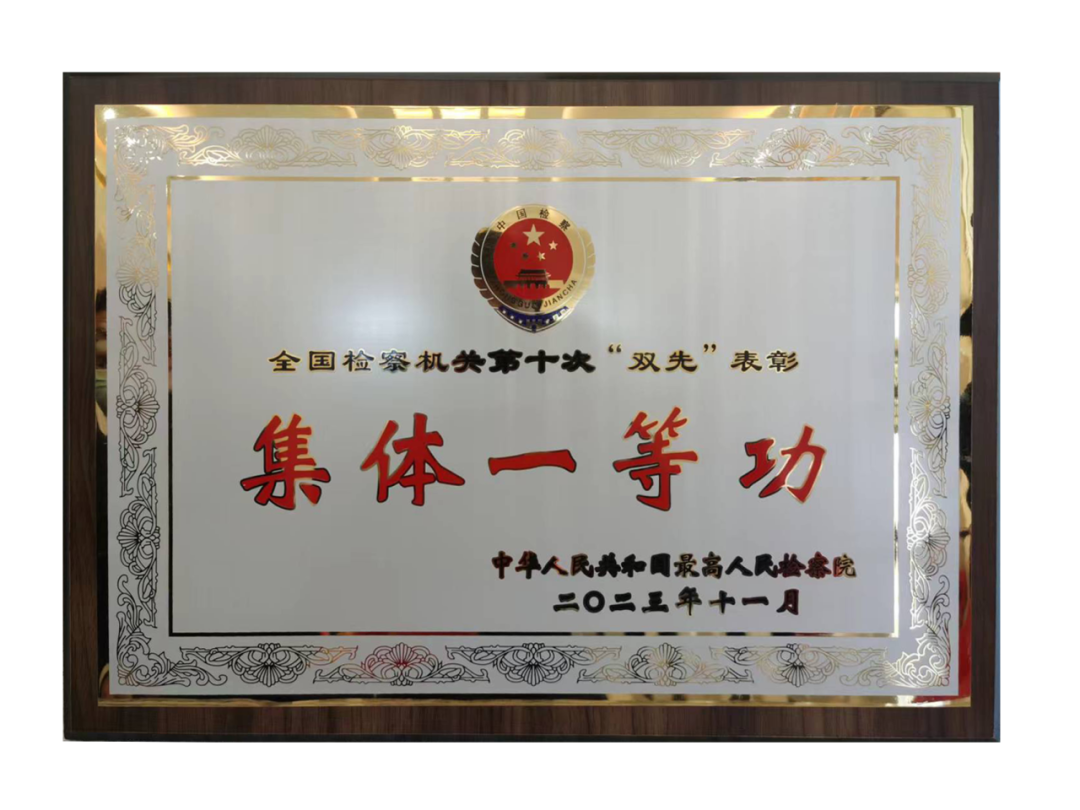 中国检察
ZHONGGUO JIANCHA
全国检察机关第十次“双先”表彰
集体一等功
中华人民共和国最高人民检察院
二〇二三年十一月